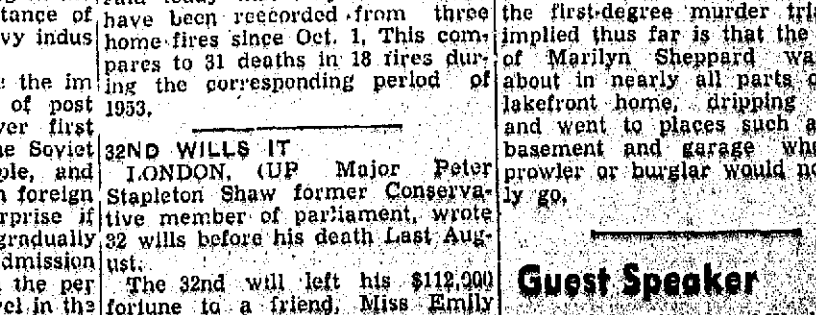 tance of
vy indus
the im
of post
ver first
he Soviet
ple, and
foreign
rprise if
gradually
dmission
the per
vel in the
have been reecorded from three
home fires since Oct. 1, This com-
pares to 31 deaths in 18 fires dur-
ing the corresponding period of
1953.
32ND WILLS IT
LONDON, (UP Major Peter
Stapleton Shaw former Conserva-
tive member of parliament, wrote
32 wills before his death Last Aug-
ust.
The 32nd will left his $112,000
foriune to a friend, Miss Emily
the first-degree murder tria
implied thus far is that the
of Marilyn Sheppard wa
about in nearly all parts o
lakefront home, dripping
and went to places such a
basement and garage whe
prowler or burglar would no
ly go.
Guest Speaker